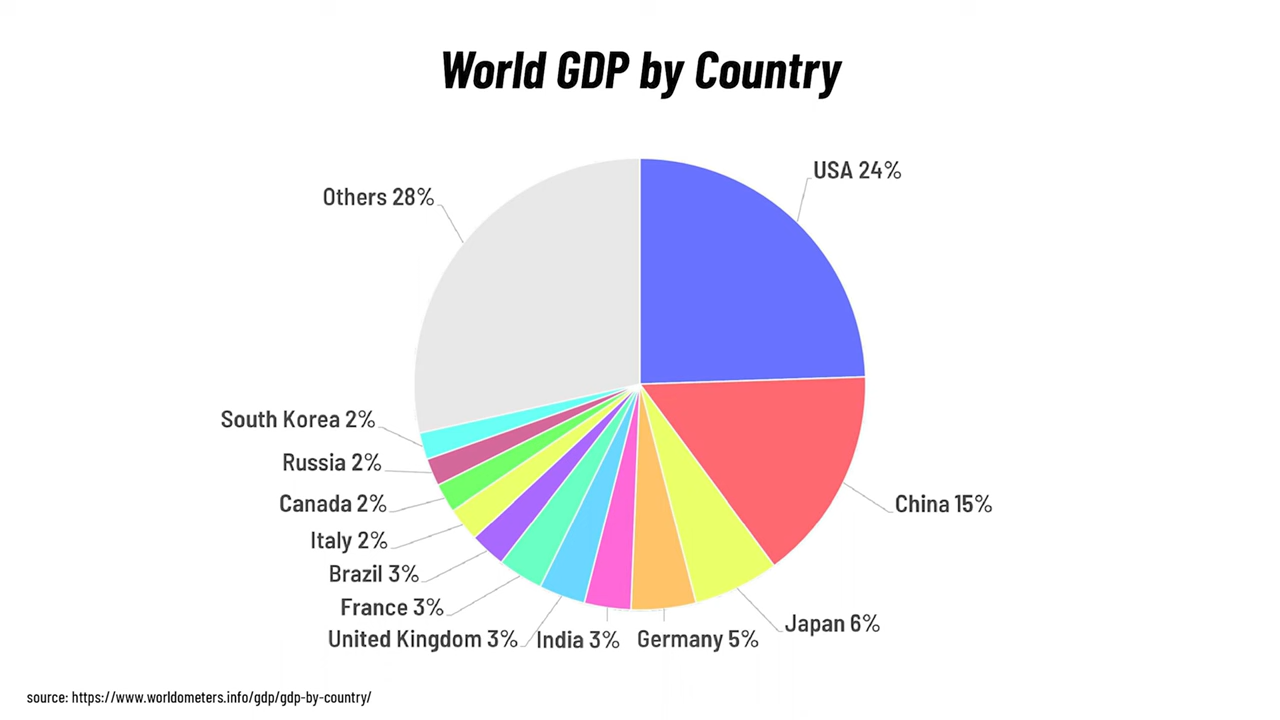 World GDP by Country
USA 24%
Others 28%
South Korea 2%
Russia 2%
China 15%
Canada 2%
Italy 2%
Brazil 3%
France 3%
Japan 6%
United Kingdom 3%
India 3%
Germany 5%
source: https://www.worldometers.info/gdp/gdp-by-country/